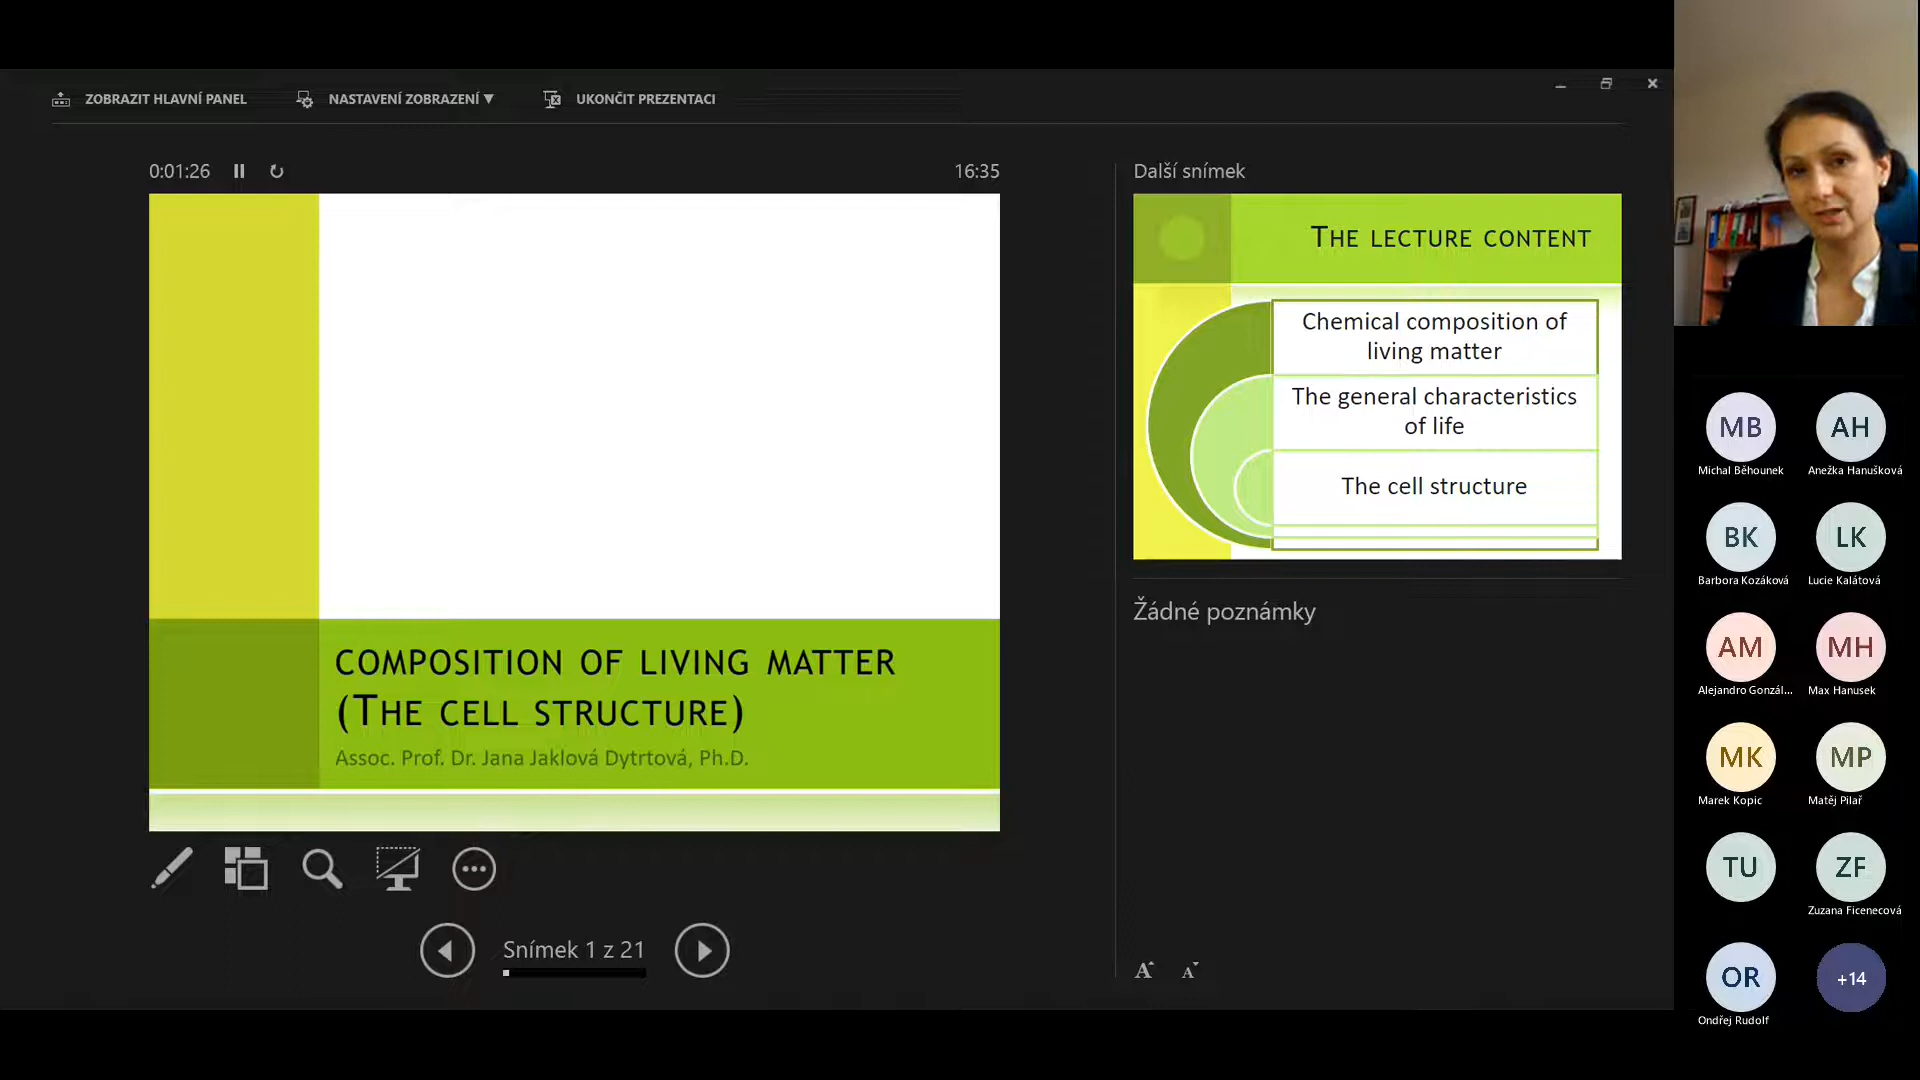 ZOBRAZIT HLAVNÍ PANEL
NASTAVENÍ ZOBRAZENÍ ▼
UKONČIT PREZENTACI
0:01:26
16:35
COMPOSITION OF LIVING MATTER
(THE CELL STRUCTURE)
Assoc. Prof. Dr. Jana Jaklová Dytrtová, Ph.D.
Snímek 1 z 21
Další snímek
THE LECTURE CONTENT
Chemical composition of
living matter
The general characteristics
of life
The cell structure
Žádné poznámky
A
A
MB
Michal Běhounek
AH
Anežka Hanušková
BK
Barbora Kozáková
LK
Lucie Kalátová
AM
Alejandro Gonzál...
MH
Max Hanusek
MK
Marek Kopic
MP
Matěj Pilař
TU
ZF
Zuzana Ficenecová
OR
Ondřej Rudolf
+14